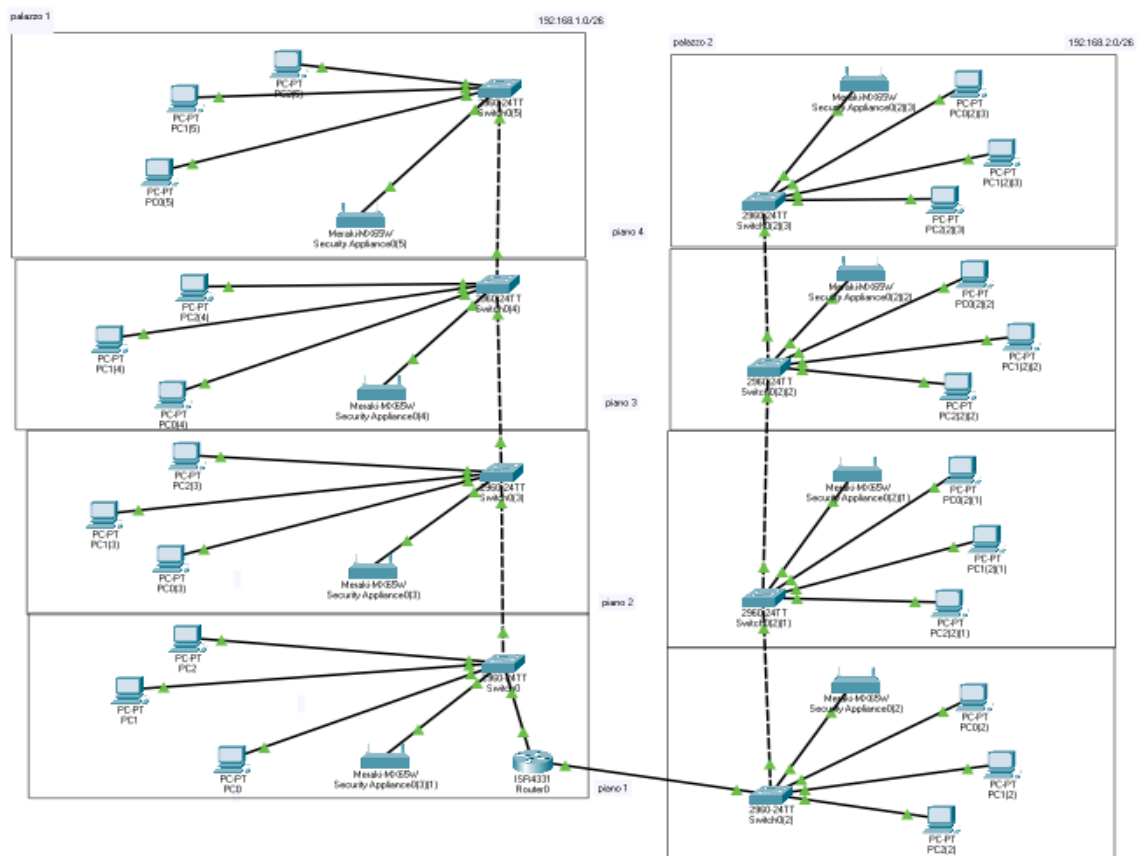 palazzo 1
192.168.1.0/26
PC-PT
PC2(5)
PC-PT
PC1(5)
PC-PT
PC0(5)
2960-24TT
Switch0(5)
Meraki-MX65W
Security Appliance0(5)
piano 4
PC-PT
PC2(4)
PC-PT
PC1(4)
PC-PT
PC0(4)
2960-24TT
Switch0(4)
Meraki-MX65W
Security Appliance0(4)
piano 3
PC-PT
PC2(3)
PC-PT
PC1(3)
PC-PT
PC0(3)
2960-24TT
Switch0(3)
Meraki-MX65W
Security Appliance0(3)
piano 2
PC-PT
PC2
PC-PT
PC1
PC-PT
PC0
2960-24TT
Switch0
Meraki-MX65W
Security Appliance0(3)(1)
ISR4331
Router0
piano 1
palazzo 2
192.168.2.0/26
Meraki-MX65W
Security Appliance0(2)(3)
PC-PT
PC0(2)(3)
PC-PT
PC1(2)(3)
PC-PT
PC2(2)(3)
2960-24TT
Switch0(2)(3)
Meraki-MX65W
Security Appliance0(2)(2)
PC-PT
PC0(2)(2)
PC-PT
PC1(2)(2)
PC-PT
PC2(2)(2)
2960-24TT
Switch0(2)(2)
Meraki-MX65W
Security Appliance0(2)(1)
PC-PT
PC0(2)(1)
PC-PT
PC1(2)(1)
PC-PT
PC2(2)(1)
2960-24TT
Switch0(2)(1)
Meraki-MX65W
Security Appliance0(2)
PC-PT
PC0(2)
PC-PT
PC1(2)
PC-PT
PC2(2)
2960-24TT
Switch0(2)